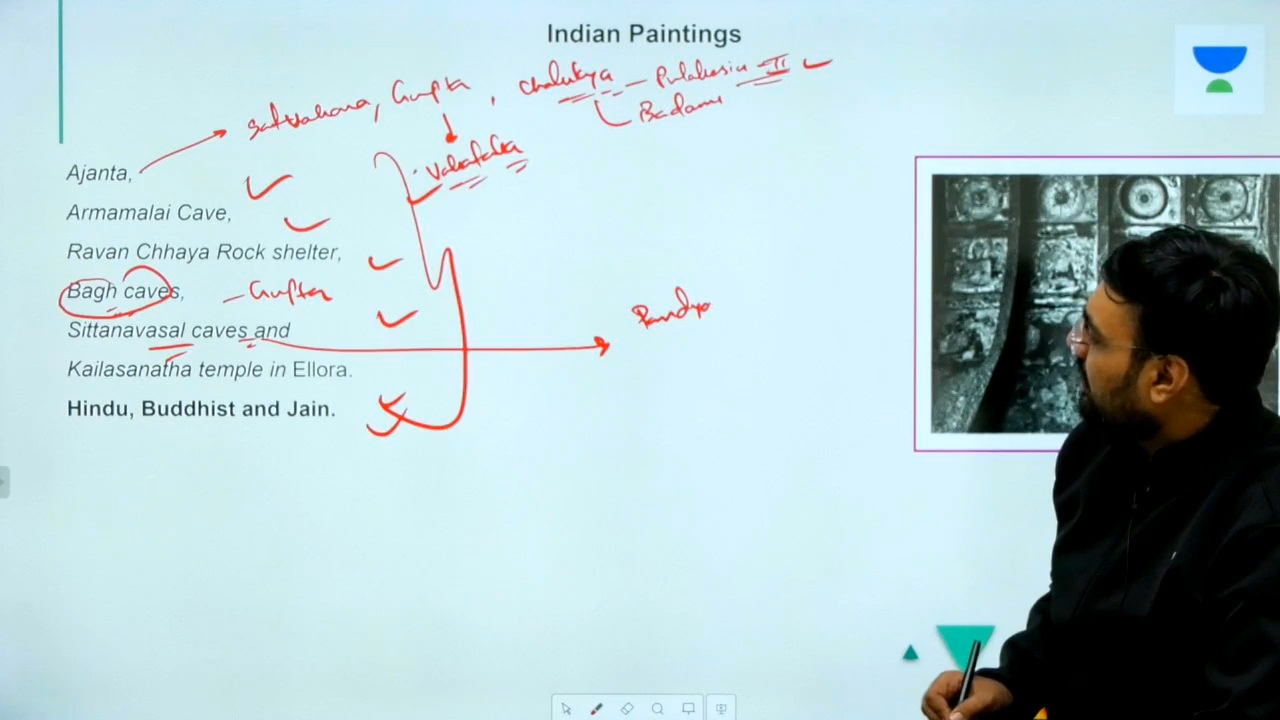 Indian Paintings
Satvahana, Gupta, Chalukya - Pulakesin-II
Badami
Vakataka
Ajanta,
Armamalai Cave,
Ravan Chhaya Rock shelter,
Bagh caves, - Gupta
Sittanavasal caves and
Pandya
Kailasanatha temple in Ellora.
Hindu, Buddhist and Jain.